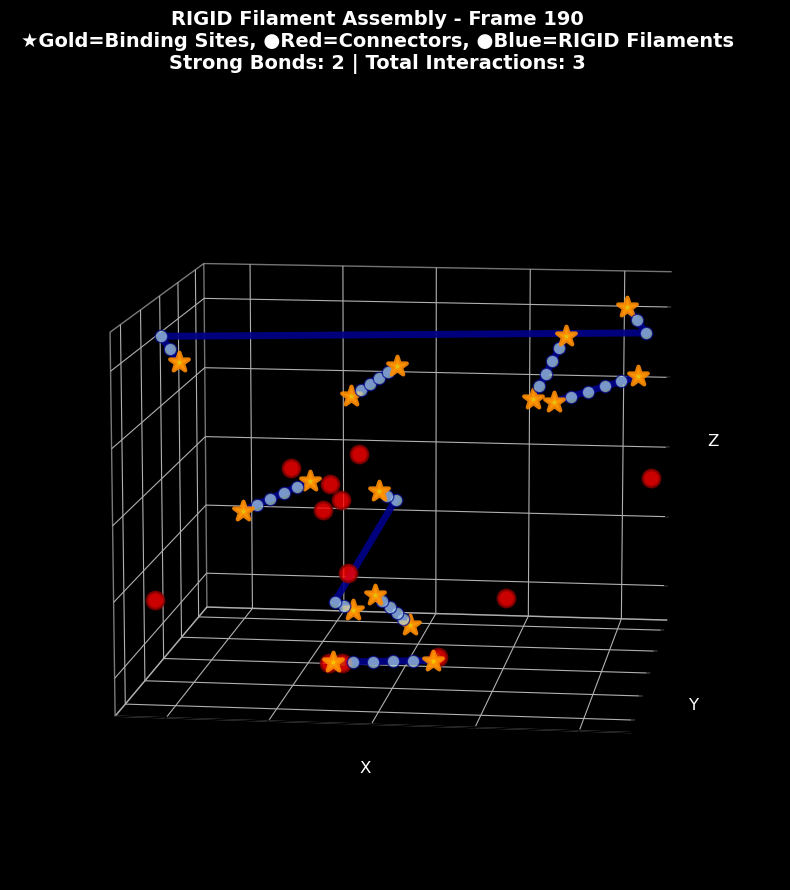 RIGID Filament Assembly - Frame 190
★Gold=Binding Sites, ●Red=Connectors, ●Blue=RIGID Filaments
Strong Bonds: 2 | Total Interactions: 3
Z
Y
X